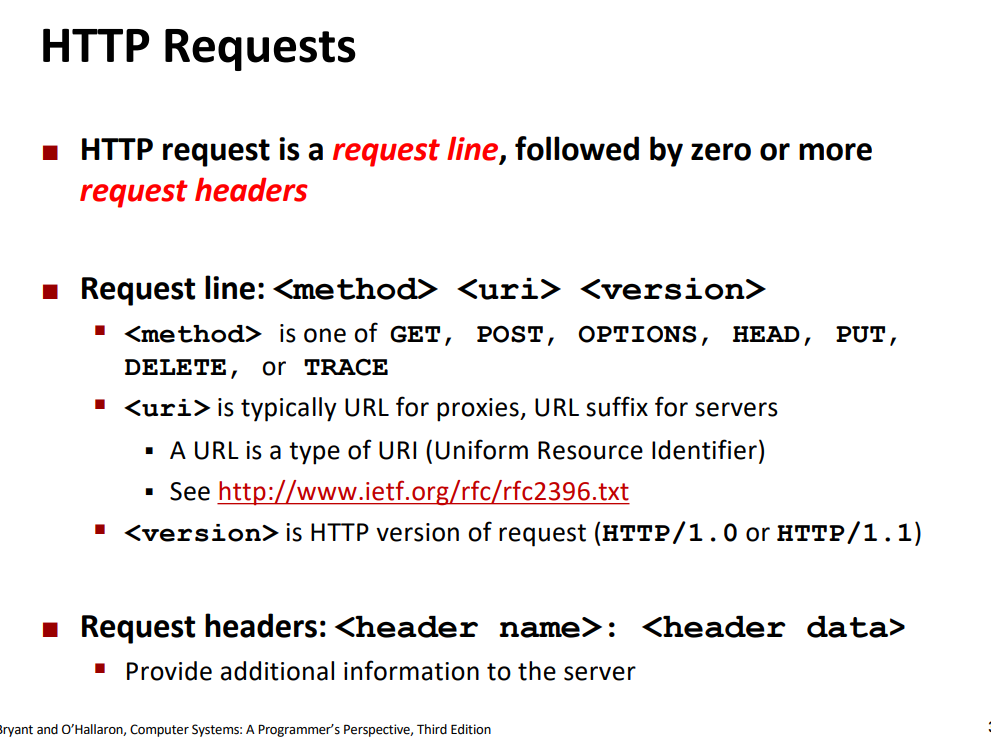 HTTP Requests
HTTP request is a request line, followed by zero or more
request headers
Request line: <method> <uri> <version>
<method> is one of GET, POST, OPTIONS, HEAD, PUT,
DELETE, or TRACE
<uri> is typically URL for proxies, URL suffix for servers
A URL is a type of URI (Uniform Resource Identifier)
See http://www.ietf.org/rfc/rfc2396.txt
<version> is HTTP version of request (HTTP/1.0 or HTTP/1.1)
Request headers: <header name>: <header data>
Provide additional information to the server
Bryant and O’Hallaron, Computer Systems: A Programmer’s Perspective, Third Edition